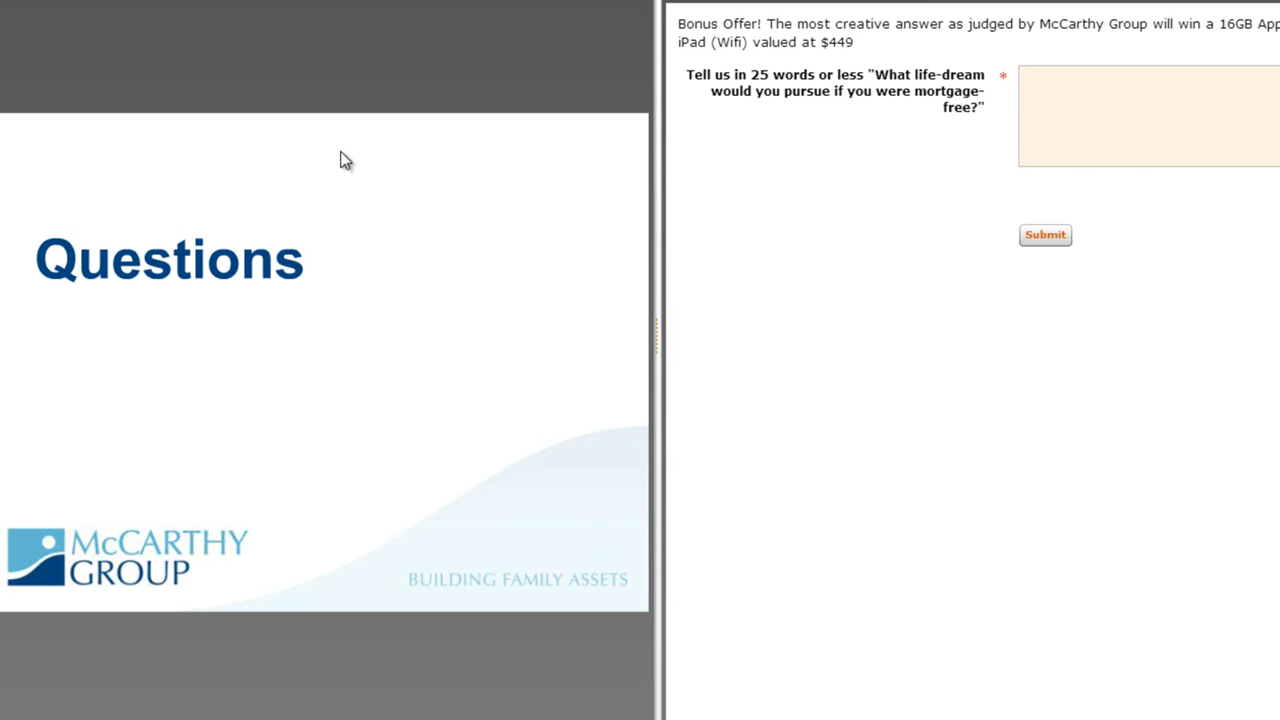 Questions
McCARTHY
GROUP
BUILDING FAMILY ASSETS
Bonus Offer! The most creative answer as judged by McCarthy Group will win a 16GB App
iPad (Wifi) valued at $449
Tell us in 25 words or less "What life-dream *
would you pursue if you were mortgage-
free?"
Submit